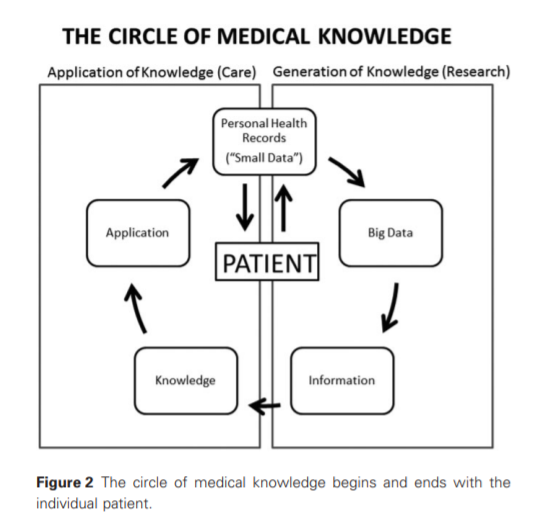 THE CIRCLE OF MEDICAL KNOWLEDGE
Application of Knowledge (Care)
Generation of Knowledge (Research)
Personal Health
Records
("Small Data")
Application
Big Data
PATIENT
Knowledge
Information
Figure 2 The circle of medical knowledge begins and ends with the
individual patient.